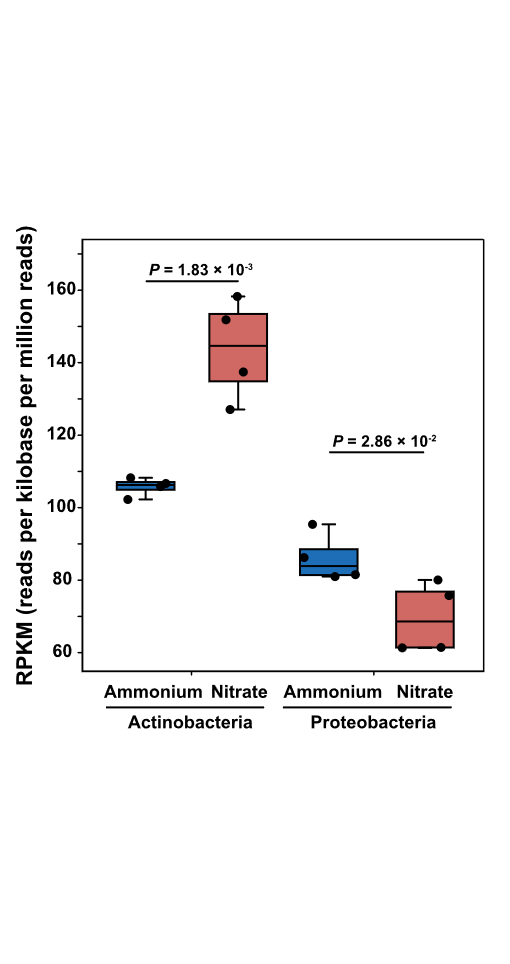 RPKM (reads per kilobase per million reads)
160
140
120
100
80
60
P = 1.83 × 10⁻³
P = 2.86 × 10⁻²
Ammonium Nitrate Ammonium Nitrate
Actinobacteria Proteobacteria